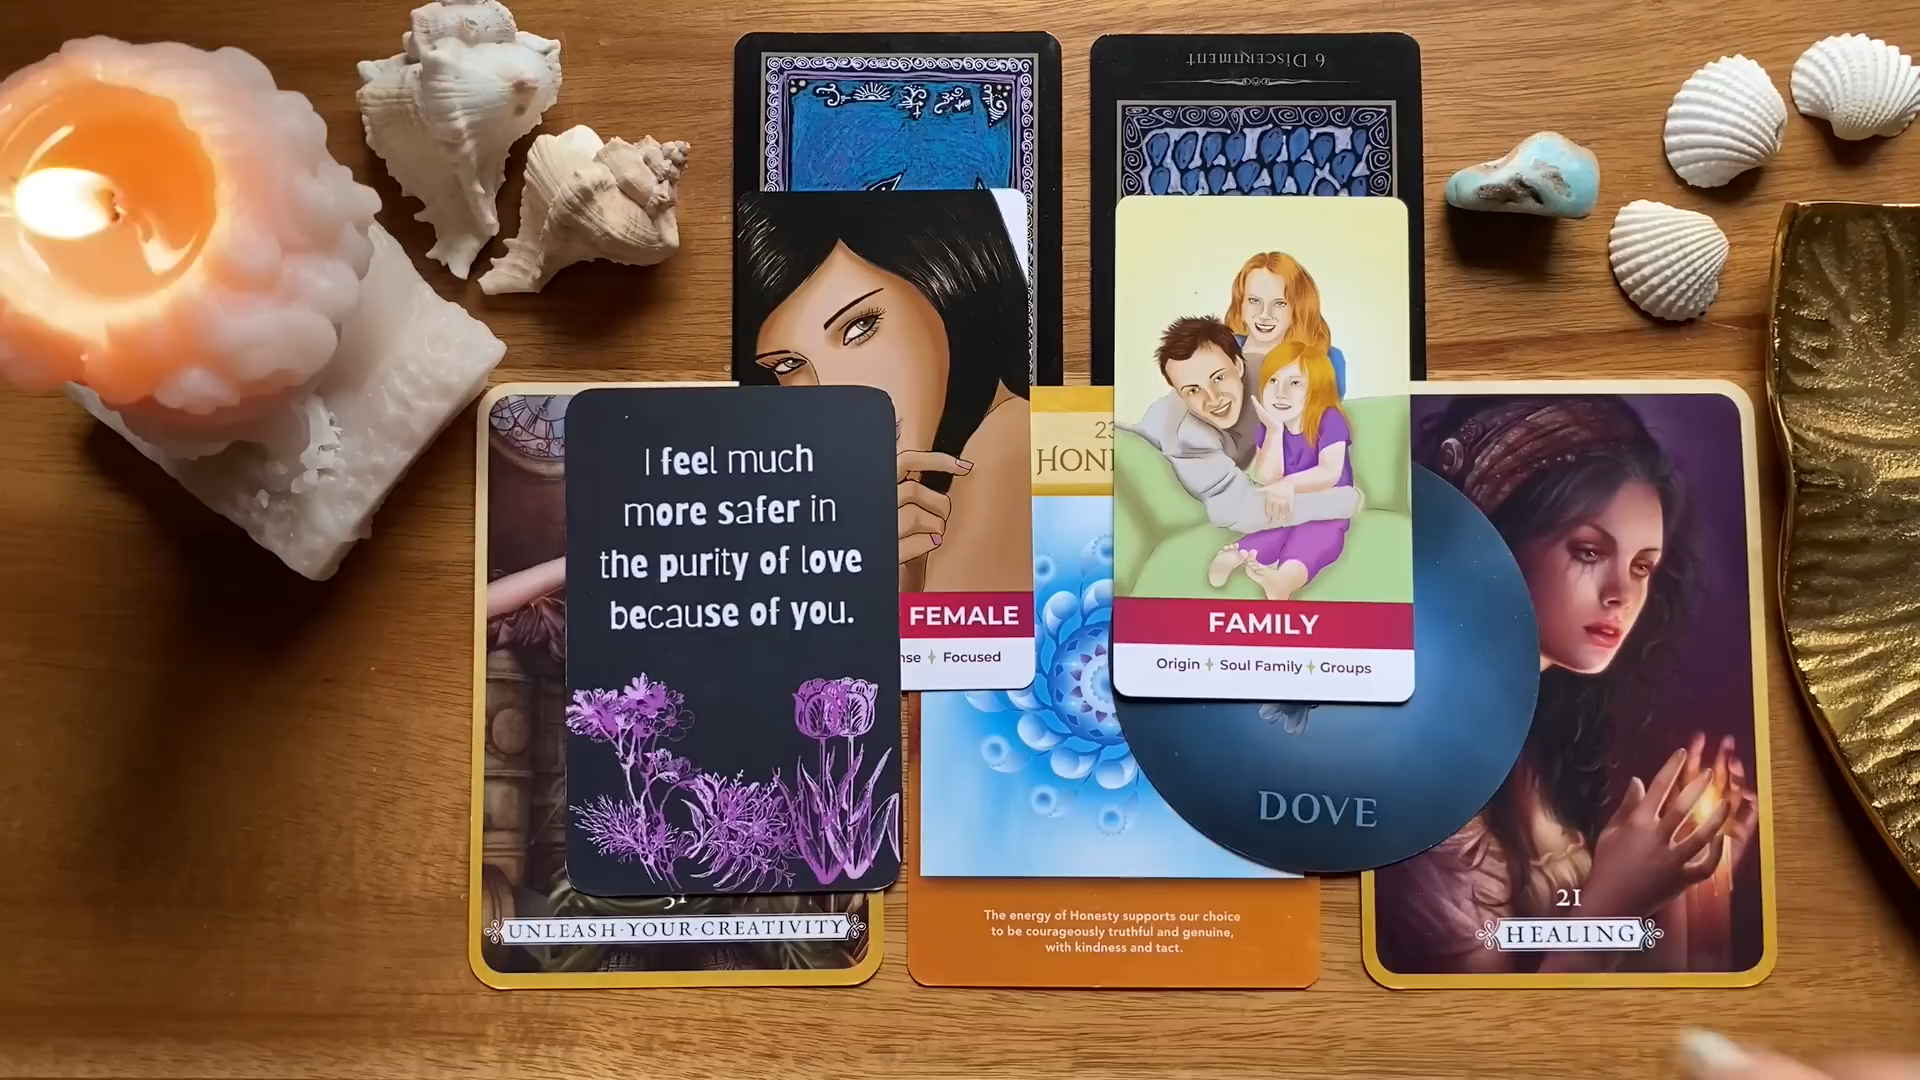 6 Discernment
I feel much
more safer in
the purity of love
because of you.
FEMALE
Focused
23
FAMILY
Origin Soul Family Groups
DOVE
31
UNLEASH·YOUR·CREATIVITY
The energy of Honesty supports our choice
to be courageously truthful and genuine,
with kindness and tact.
21
HEALING